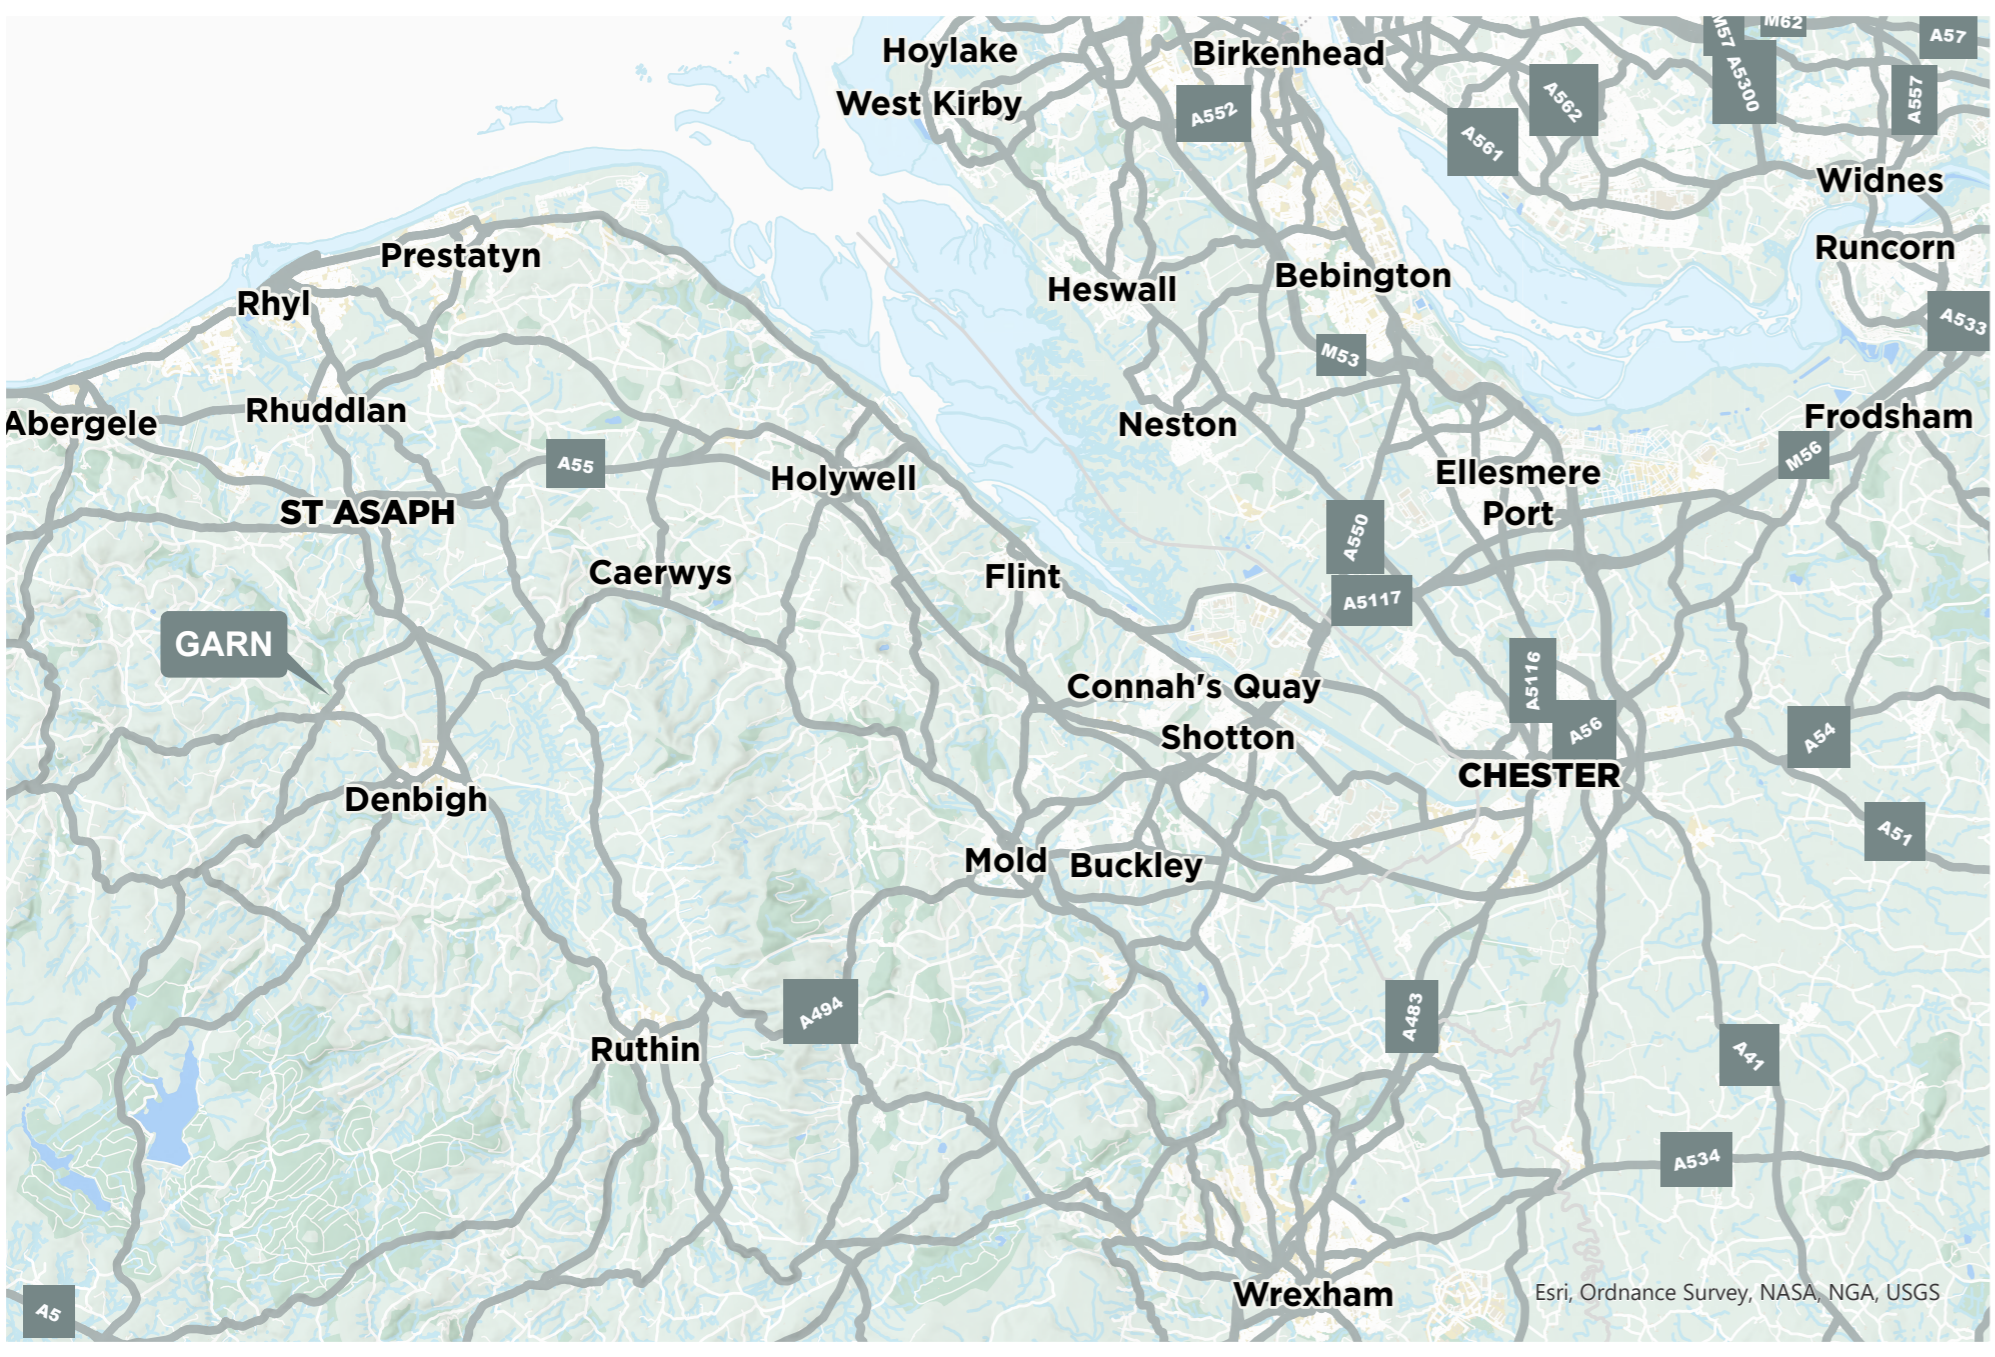 M62
M57
A57
Hoylake
Birkenhead
A5300
West Kirby
A552
A562
A557
A561
Widnes
Prestatyn
Runcorn
Heswall
Bebington
Rhyl
A533
M53
Abergele
Rhuddlan
Neston
Frodsham
A55
Holywell
Ellesmere
Port
M56
ST ASAPH
A550
Caerwys
Flint
A5117
GARN
Connah's Quay
A5116
Shotton
A56
A54
CHESTER
Denbigh
A51
Mold
Buckley
A494
A483
Ruthin
A41
A534
Wrexham
Esri, Ordnance Survey, NASA, NGA, USGS
A5